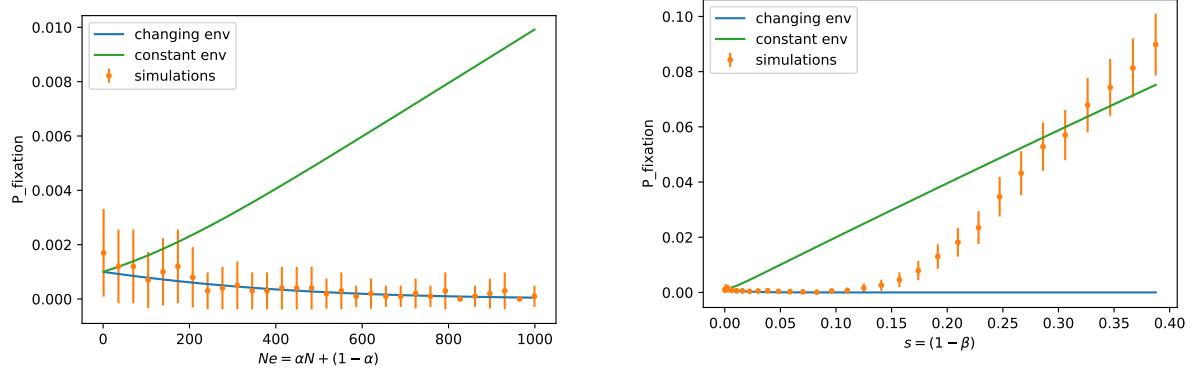 0.010
0.008
0.006
0.004
0.002
0.000
P_fixation
changing env
constant env
simulations
0 200 400 600 800 1000
Ne = αN + (1 − α)
0.10
0.08
0.06
0.04
0.02
0.00
P_fixation
changing env
constant env
simulations
0.00 0.05 0.10 0.15 0.20 0.25 0.30 0.35 0.40
s = (1 − β)